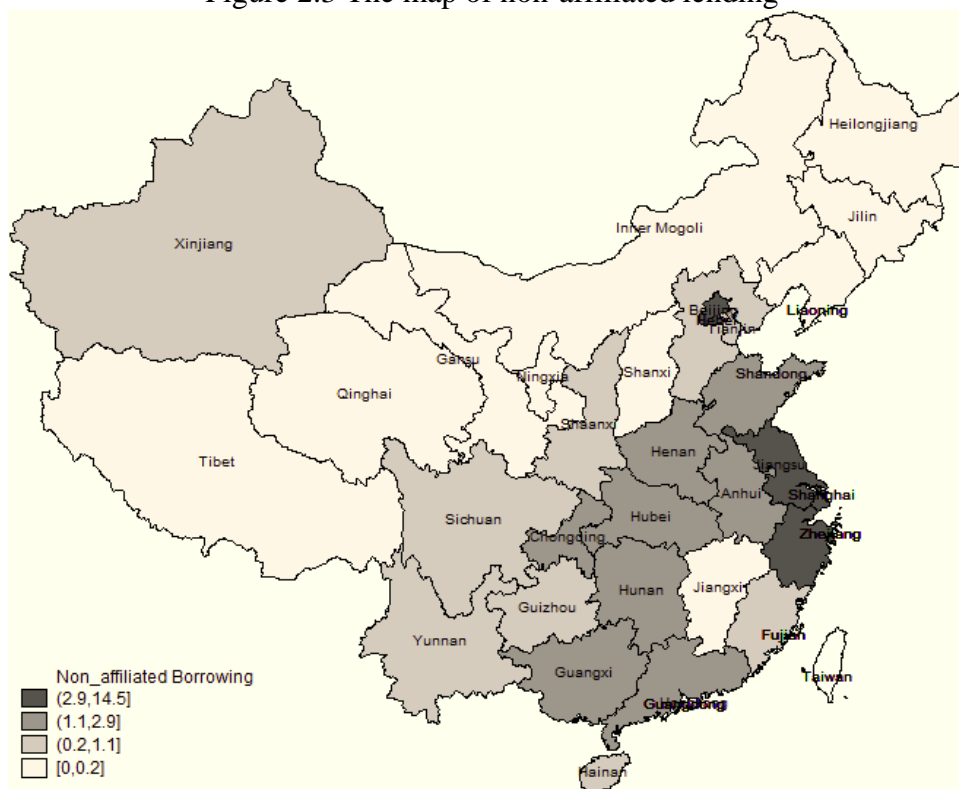 Figure 2.3 The map of non-affiliated lending
Heilongjiang
Jilin
Inner Mogoli
Xinjiang
Beijing
Liaoning
Tianjin
Gansu
Ningxia
Shanxi
Shandong
Qinghai
Shaanxi
Tibet
Henan
Jiangsu
Anhui
Shanghai
Sichuan
Hubei
Chongqing
Zhejiang
Hunan
Jiangxi
Guizhou
Yunnan
Fujian
Guangxi
Taiwan
Guangdong
Hainan
Non_affiliated Borrowing
(2.9,14.5]
(1.1,2.9]
(0.2,1.1]
[0,0.2]